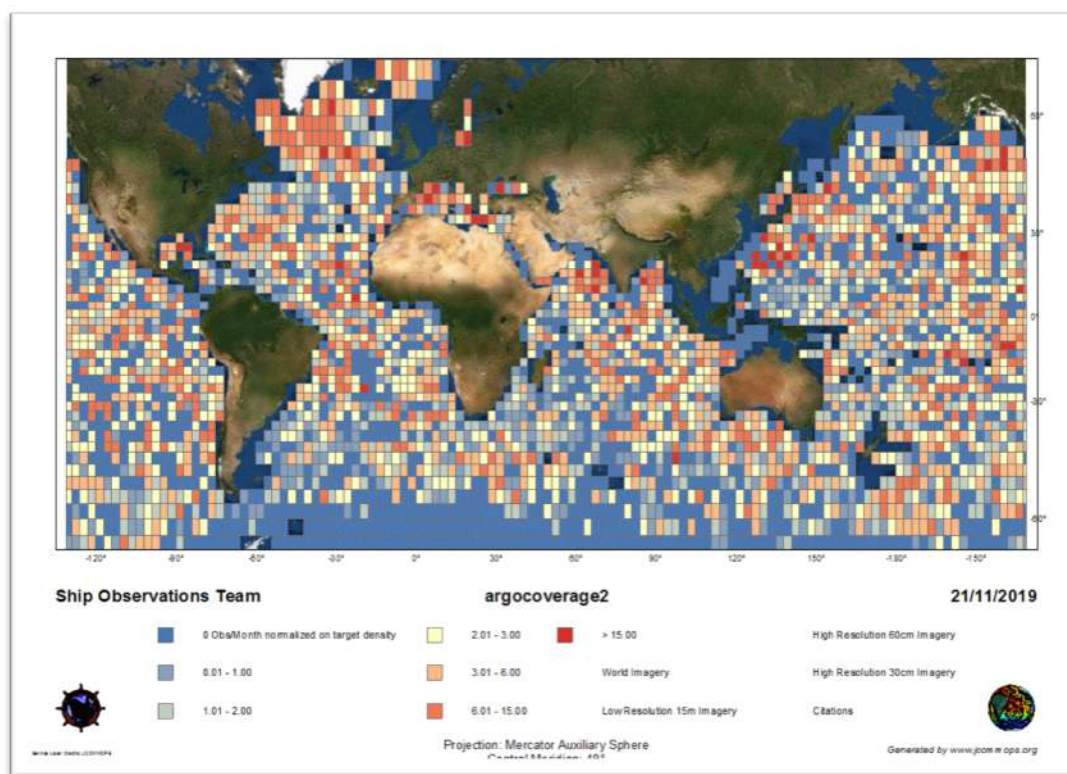 60°
30°
0°
-30°
-60°
-120°
-90°
-60°
-30°
0°
30°
60°
90°
120°
150°
-180°
-150°
Ship Observations Team argocoverage2 21/11/2019
0 Obs/Month normalized on target density 2.01 - 3.00 > 15.00 High Resolution 60cm Imagery
0.01 - 1.00 3.01 - 6.00 World Imagery High Resolution 30cm Imagery
1.01 - 2.00 6.01 - 15.00 Low Resolution 15m Imagery Citations
Projection: Mercator Auxiliary Sphere
Generated by www.jcommops.org